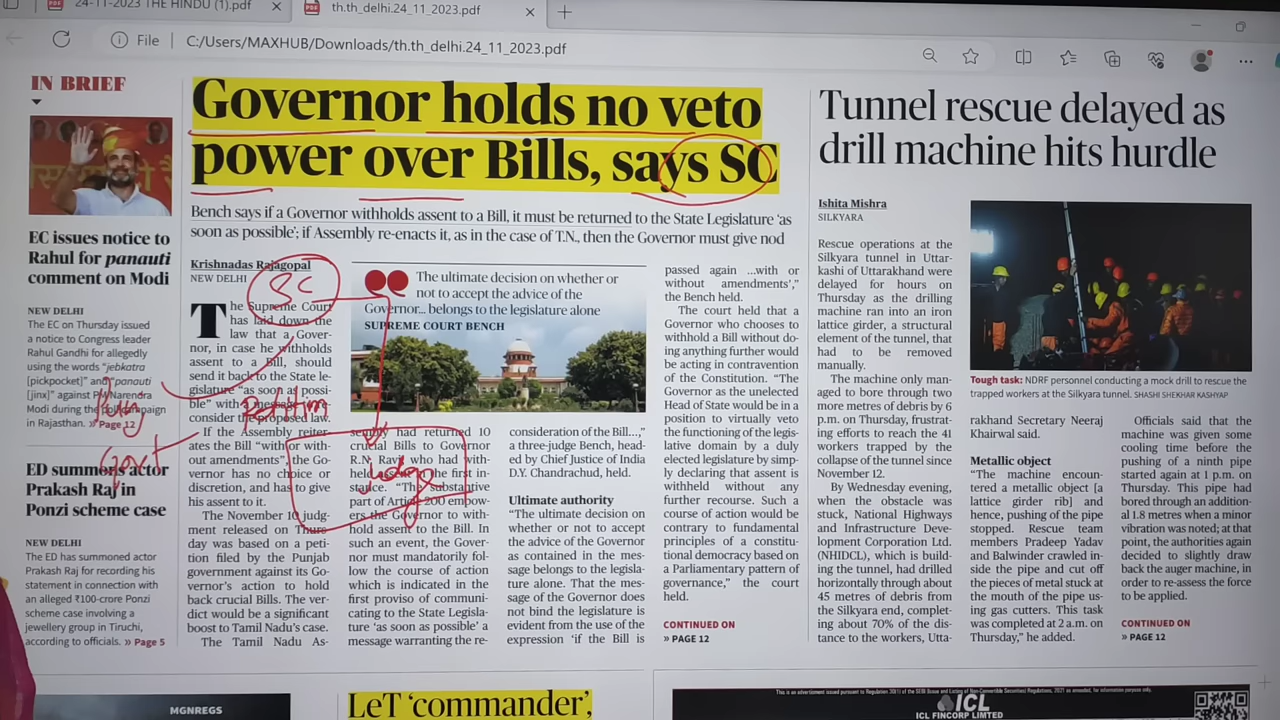 24-11-2023 THE HINDU (1).pdf
th.th_delhi.24_11_2023.pdf
File
C:/Users/MAXHUB/Downloads/th.th_delhi.24_11_2023.pdf
IN BRIEF
EC issues notice to
Rahul for panauti
comment on Modi
NEW DELHI
The EC on Thursday issued
a notice to Congress leader
Rahul Gandhi for allegedly
using the words “jebkatra
[pickpocket]” and “panauti
[jinx]” against PM Narendra
Modi during the poll campaign
in Rajasthan. » Page 12
ED summons actor
Prakash Raj in
Ponzi scheme case
NEW DELHI
The ED has summoned actor
Prakash Raj for recording his
statement in connection with
an alleged ₹100-crore Ponzi
scheme case involving a
jewellery group in Tiruchi,
according to officials. » Page 5
Governor holds no veto
power over Bills, says SC
Bench says if a Governor withholds assent to a Bill, it must be returned to the State Legislature ‘as
soon as possible’; if Assembly re-enacts it, as in the case of T.N., then the Governor must give nod
Krishnadas Rajagopal
NEW DELHI
SC
The Supreme Court
has laid down the
law that a Gover-
nor, in case he withholds
assent to a Bill, should
send it back to the State le-
gislature “as soon as possi-
ble” with a message to
consider the proposed law.
If the Assembly reiter-
ates the Bill “with or with-
out amendments”, the Go-
vernor has no choice or
discretion, and has to give
his assent to it.
The November 10 judg-
ment released on Thurs-
day was based on a peti-
tion filed by the Punjab
government against its Go-
vernor’s action to hold
back crucial Bills. The ver-
dict would be a significant
boost to Tamil Nadu’s case.
The Tamil Nadu As-
The ultimate decision on whether or
not to accept the advice of the
Governor... belongs to the legislature alone
SUPREME COURT BENCH
sembly had returned 10
crucial Bills to Governor
R.N. Ravi, who had with-
held assent in the first in-
stance. “The substantive
part of Article 200 empow-
ers the Governor to with-
hold assent to the Bill. In
such an event, the Gover-
nor must mandatorily fol-
low the course of action
which is indicated in the
first proviso of communi-
cating to the State Legisla-
ture ‘as soon as possible’ a
message warranting the re-
consideration of the Bill...,”
a three-judge Bench, head-
ed by Chief Justice of India
D.Y. Chandrachud, held.
Ultimate authority
“The ultimate decision on
whether or not to accept
the advice of the Governor
as contained in the mes-
sage belongs to the legisla-
ture alone. That the mes-
sage of the Governor does
not bind the legislature is
evident from the use of the
expression ‘if the Bill is
passed again ...with or
without amendments’,”
the Bench held.
The court held that a
Governor who chooses to
withhold a Bill without do-
ing anything further would
be acting in contravention
of the Constitution. “The
Governor as the unelected
Head of State would be in a
position to virtually veto
the functioning of the legis-
lative domain by a duly
elected legislature by simp-
ly declaring that assent is
withheld without any
further recourse. Such a
course of action would be
contrary to fundamental
principles of a constitu-
tional democracy based on
a Parliamentary pattern of
governance,” the court
held.
CONTINUED ON
» PAGE 12
Tunnel rescue delayed as
drill machine hits hurdle
Ishita Mishra
SILKYARA
Rescue operations at the
Silkyara tunnel in Uttar-
kashi of Uttarakhand were
delayed for hours on
Thursday as the drilling
machine ran into an iron
lattice girder, a structural
element of the tunnel, that
had to be removed
manually.
The machine only man-
aged to bore through two
more metres of debris by 6
p.m. on Thursday, frustrat-
ing efforts to reach the 41
workers trapped by the
collapse of the tunnel since
November 12.
By Wednesday evening,
when the obstacle was
stuck, National Highways
and Infrastructure Deve-
lopment Corporation Ltd.
(NHIDCL), which is build-
ing the tunnel, had drilled
horizontally through about
45 metres of debris from
the Silkyara end, complet-
ing about 70% of the dis-
tance to the workers, Utta-
Tough task: NDRF personnel conducting a mock drill to rescue the
trapped workers at the Silkyara tunnel. SHASHI SHEKHAR KASHYAP
rakhand Secretary Neeraj
Khairwal said.
Metallic object
“The machine encoun-
tered a metallic object [a
lattice girder rib] and
hence, pushing of the pipe
stopped. Rescue team
members Pradeep Yadav
and Balwinder crawled in-
side the pipe and cut off
the pieces of metal stuck at
the mouth of the pipe us-
ing gas cutters. This task
was completed at 2 a.m. on
Thursday,” he added.
Officials said that the
machine was given some
cooling time before the
pushing of a ninth pipe
started again at 1 p.m. on
Thursday. This pipe had
bored through an addition-
al 1.8 metres when a minor
vibration was noted; at that
point, the authorities again
decided to slightly draw
back the auger machine, in
order to re-assess the force
to be applied.
CONTINUED ON
» PAGE 12
MGNREGS
LeT ‘commander’,
ICL
ICL FINCORP LIMITED